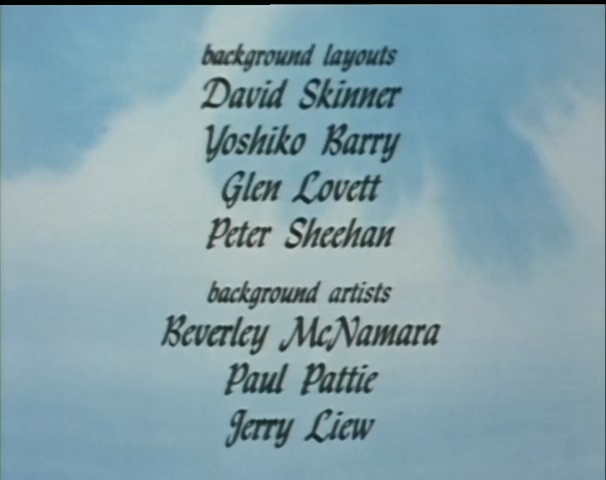 background layouts
David Skinner
Yoshiko Barry
Glen Lovett
Peter Sheehan
background artists
Beverley McNamara
Paul Pattie
Jerry Liew